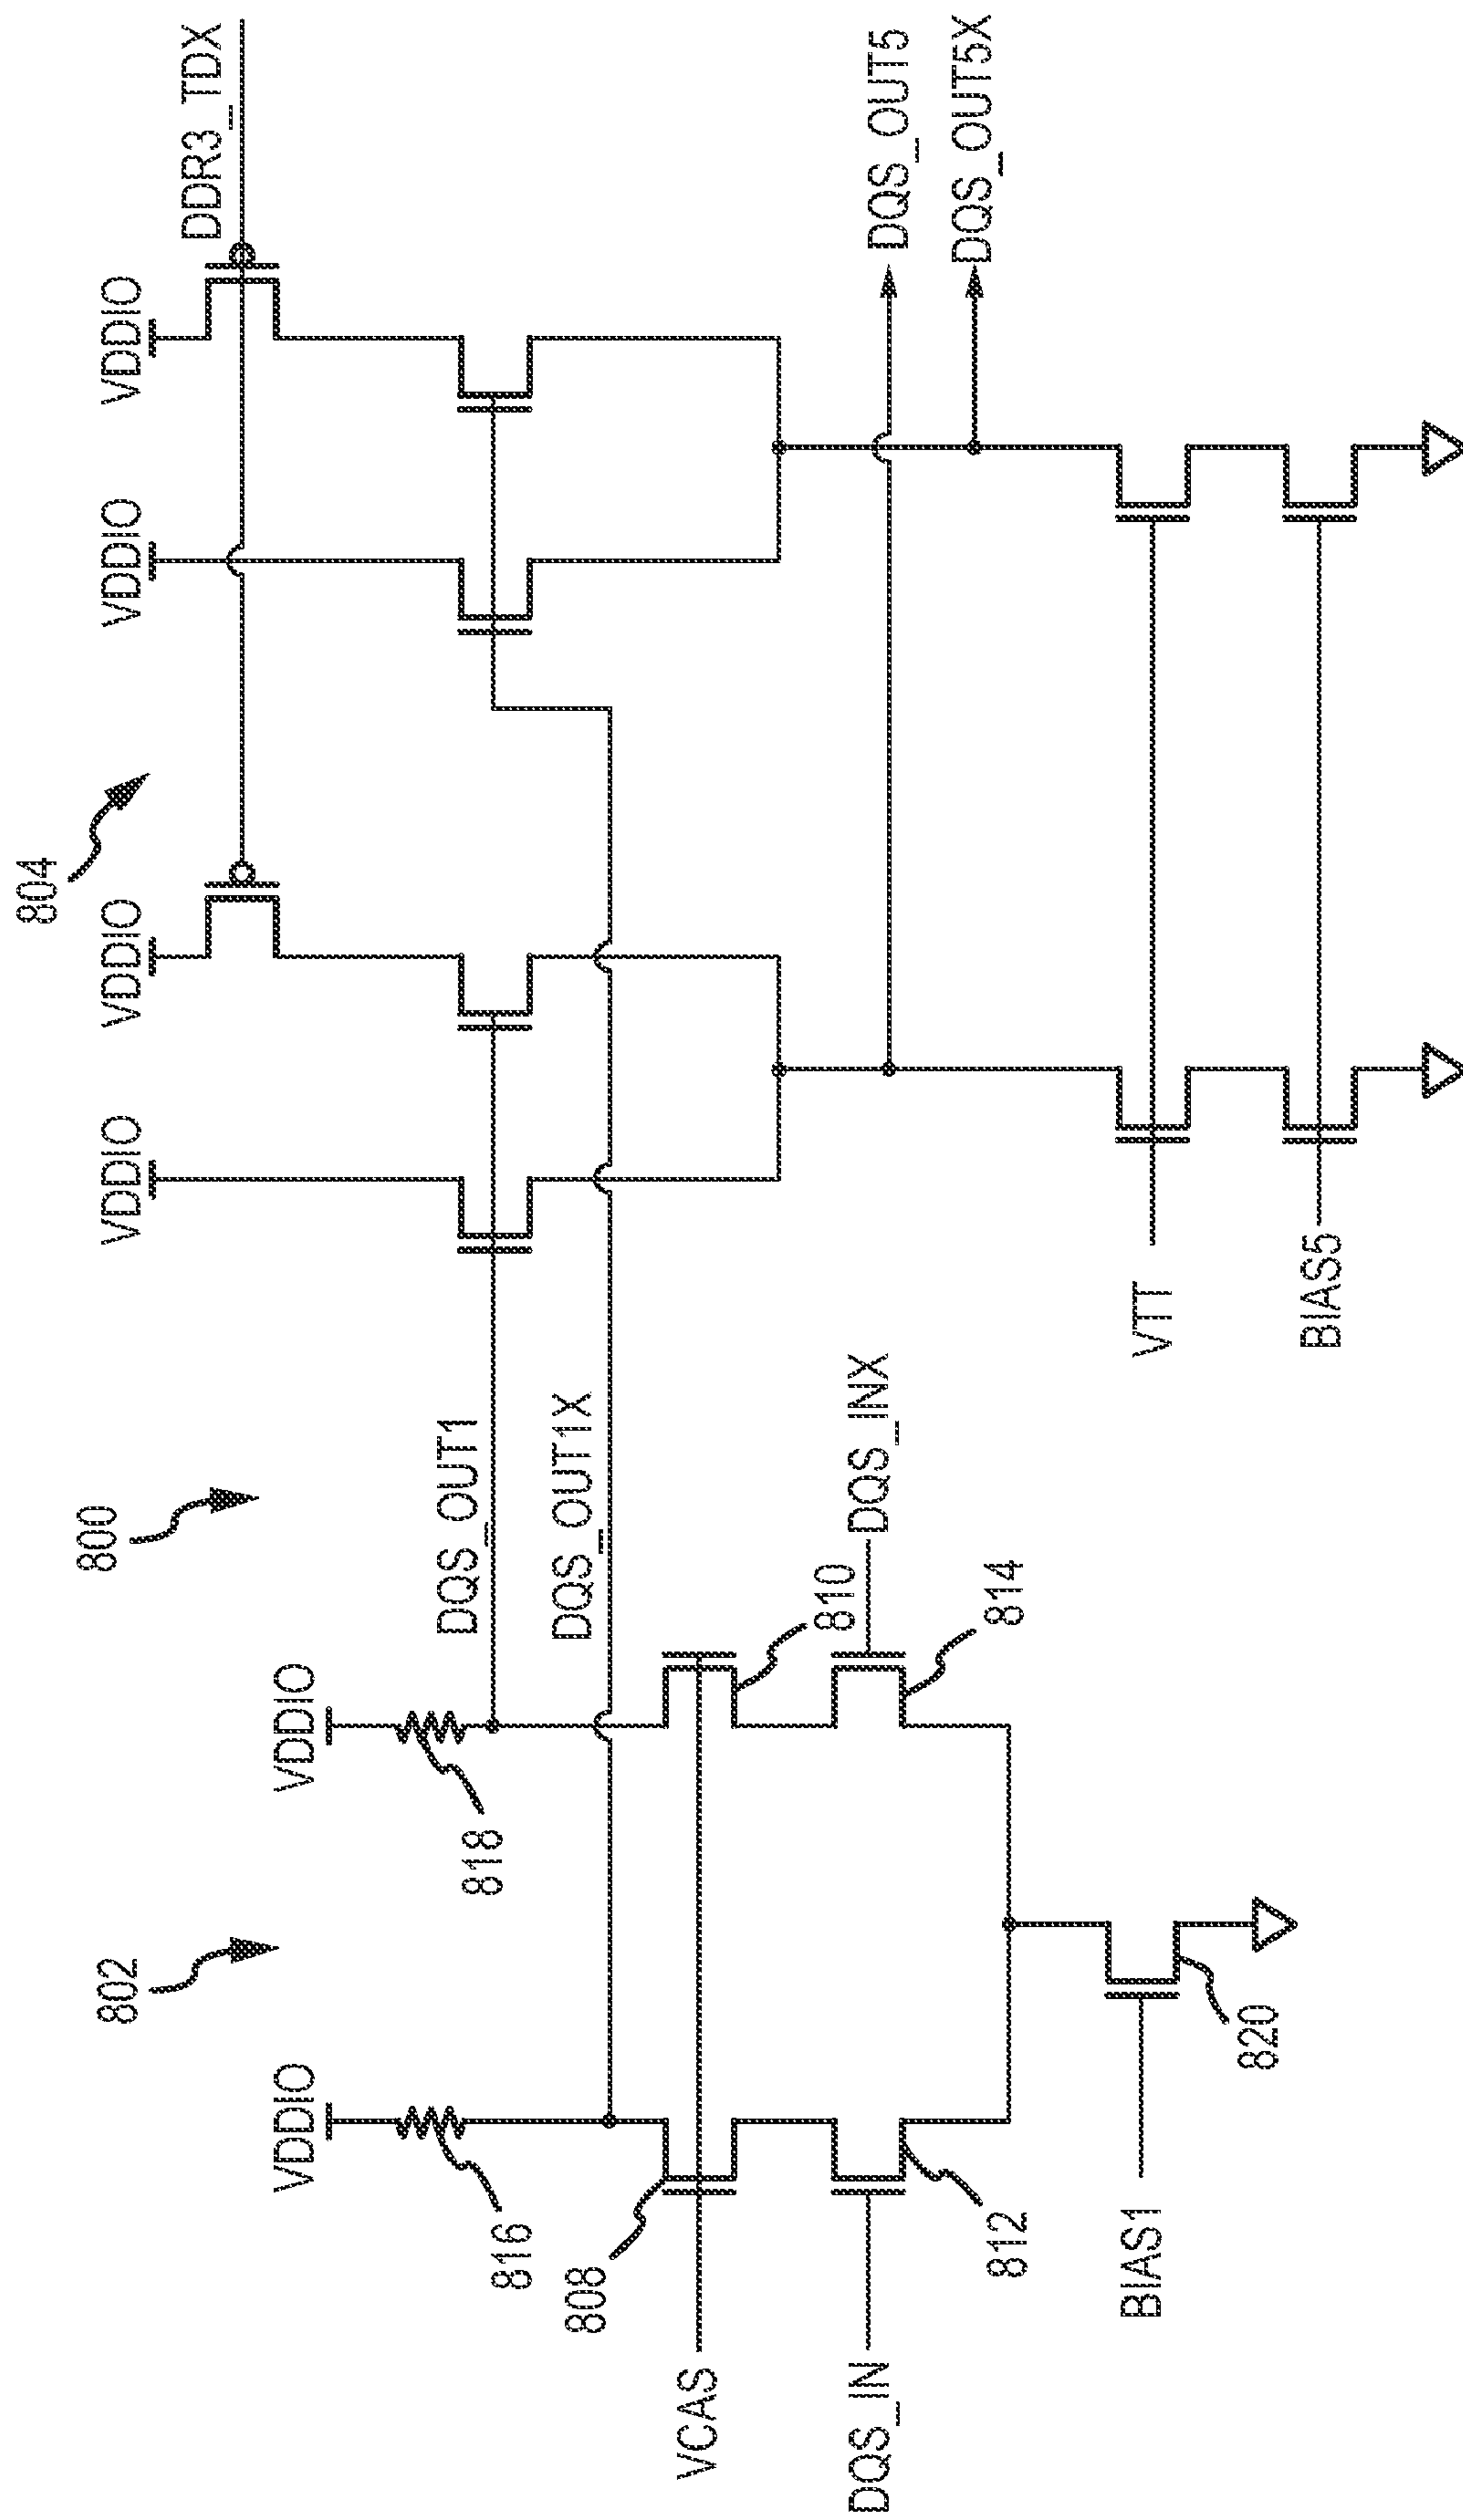 804
800
802
VDDIO
VDDIO
VDDIO
VDDIO
DDR3_TDX
VDDIO
VDDIO
DQS_OUT1
818
816
DQS_OUT1X
808
VCAS
810
DQS_IN
DQS_INX
DQS_OUT5
DQS_OUT5X
812
814
BIAS1
VTT
820
BIAS5